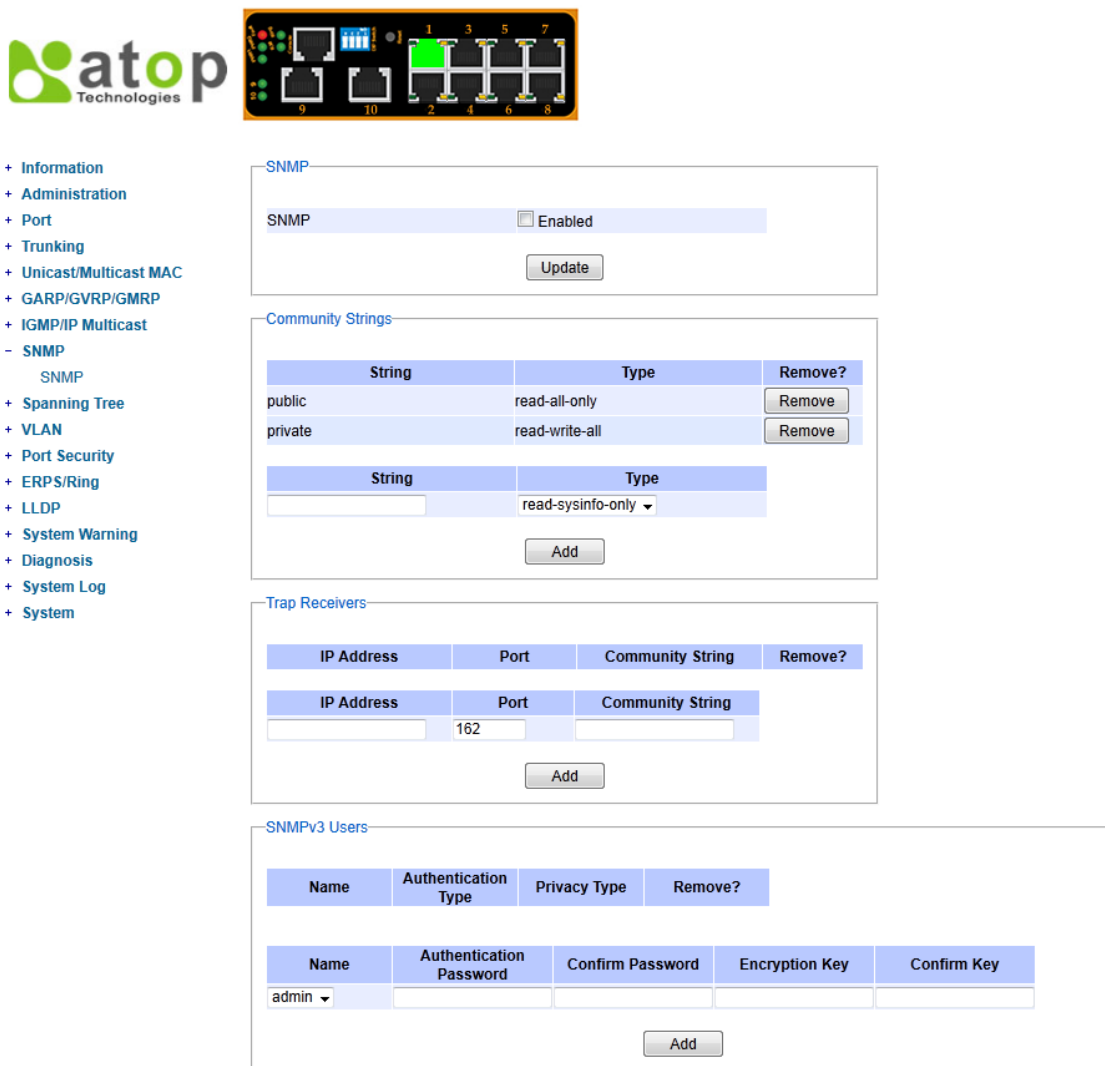 atop
Technologies
1 3 5 7
9 10 2 4 6 8
+ Information
+ Administration
+ Port
+ Trunking
+ Unicast/Multicast MAC
+ GARP/GVRP/GMRP
+ IGMP/IP Multicast
− SNMP
SNMP
+ Spanning Tree
+ VLAN
+ Port Security
+ ERPS/Ring
+ LLDP
+ System Warning
+ Diagnosis
+ System Log
+ System
SNMP
SNMP Enabled
Update
Community Strings
String Type Remove?
public read-all-only Remove
private read-write-all Remove
String Type
read-sysinfo-only
Add
Trap Receivers
IP Address Port Community String Remove?
IP Address Port Community String
162
Add
SNMPv3 Users
Name Authentication Type Privacy Type Remove?
Name Authentication Password Confirm Password Encryption Key Confirm Key
admin
Add